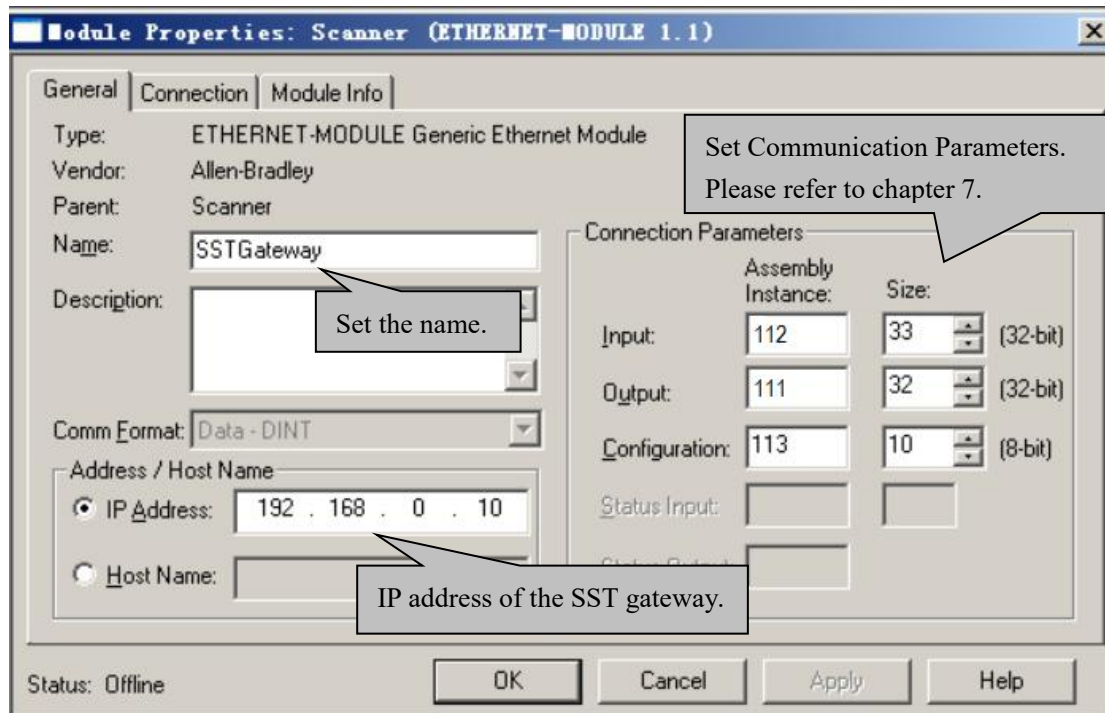 Module Properties: Scanner (ETHERNET-MODULE 1.1)
General
Connection
Module Info
Type: ETHERNET-MODULE Generic Ethernet Module
Vendor: Allen-Bradley
Parent: Scanner
Name: SSTGateway
Description:
Set the name.
Comm Format: Data - DINT
Address / Host Name
IP Address: 192 . 168 . 0 . 10
Host Name:
IP address of the SST gateway.
Set Communication Parameters.
Please refer to chapter 7.
Connection Parameters
Assembly
Instance: Size:
Input: 112 33 (32-bit)
Output: 111 32 (32-bit)
Configuration: 113 10 (8-bit)
Status Input:
Status Output:
Status: Offline
OK
Cancel
Apply
Help